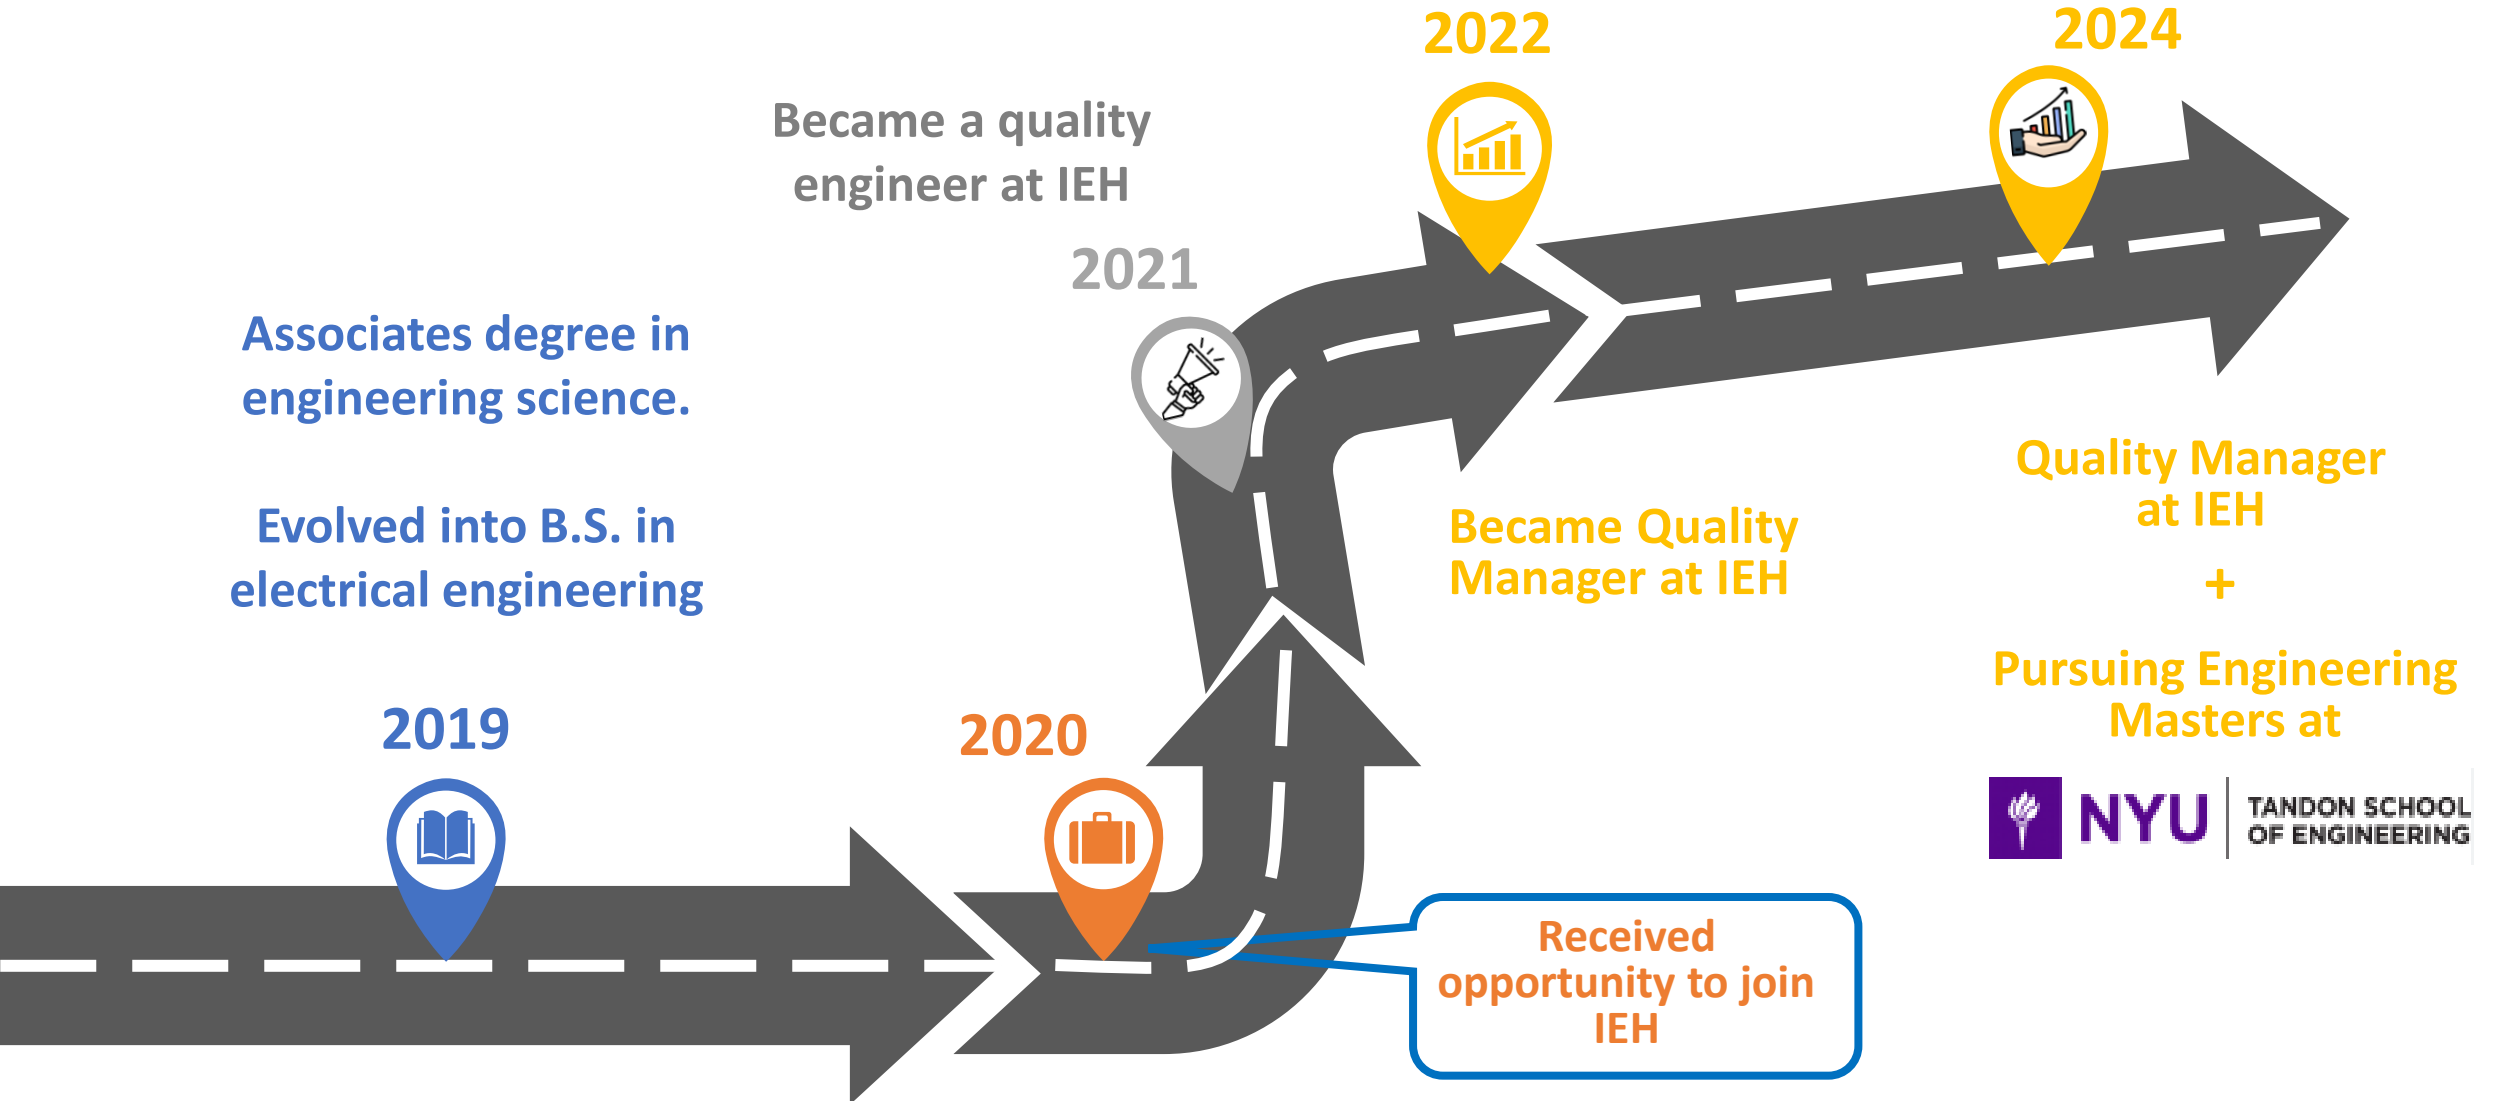 2019
Associates degree in
engineering science.
Evolved into B.S. in
electrical engineering
2020
Received
opportunity to join
IEH
2021
Became a quality
engineer at IEH
2022
Became Quality
Manager at IEH
2024
Quality Manager
at IEH
+
Pursuing Engineering
Masters at
NYU
TANDON SCHOOL
OF ENGINEERING